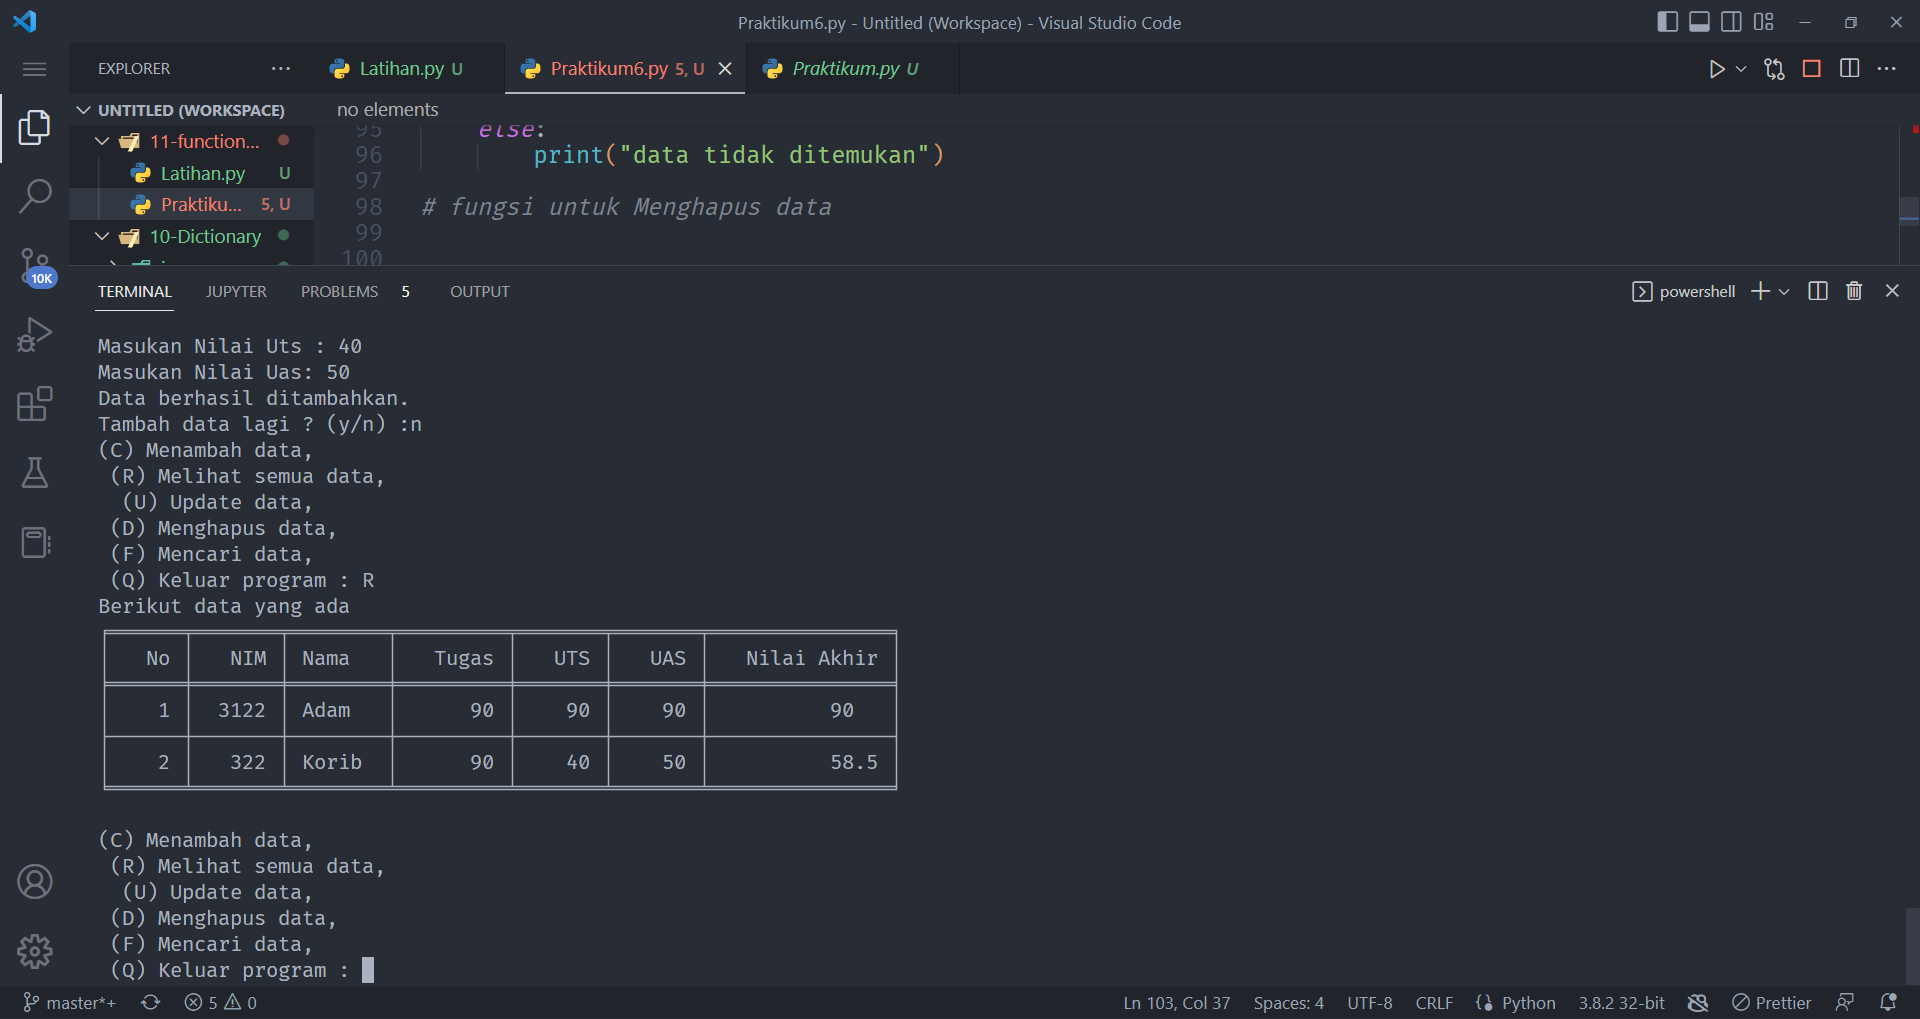 Praktikum6.py - Untitled (Workspace) - Visual Studio Code
EXPLORER
Latihan.py U
Praktikum6.py 5, U
Praktikum.py U
UNTITLED (WORKSPACE)
no elements
11-function...
Latihan.py U
Praktiku... 5, U
10-Dictionary
10K
95 else:
96 print("data tidak ditemukan")
97
98 # fungsi untuk Menghapus data
99
100
TERMINAL JUPYTER PROBLEMS 5 OUTPUT
powershell
Masukan Nilai Uts : 40
Masukan Nilai Uas: 50
Data berhasil ditambahkan.
Tambah data lagi ? (y/n) :n
(C) Menambah data,
(R) Melihat semua data,
(U) Update data,
(D) Menghapus data,
(F) Mencari data,
(Q) Keluar program : R
Berikut data yang ada
No NIM Nama Tugas UTS UAS Nilai Akhir
1 3122 Adam 90 90 90 90
2 322 Korib 90 40 50 58.5
(C) Menambah data,
(R) Melihat semua data,
(U) Update data,
(D) Menghapus data,
(F) Mencari data,
(Q) Keluar program :
master*+ 5 0 Ln 103, Col 37 Spaces: 4 UTF-8 CRLF Python 3.8.2 32-bit Prettier